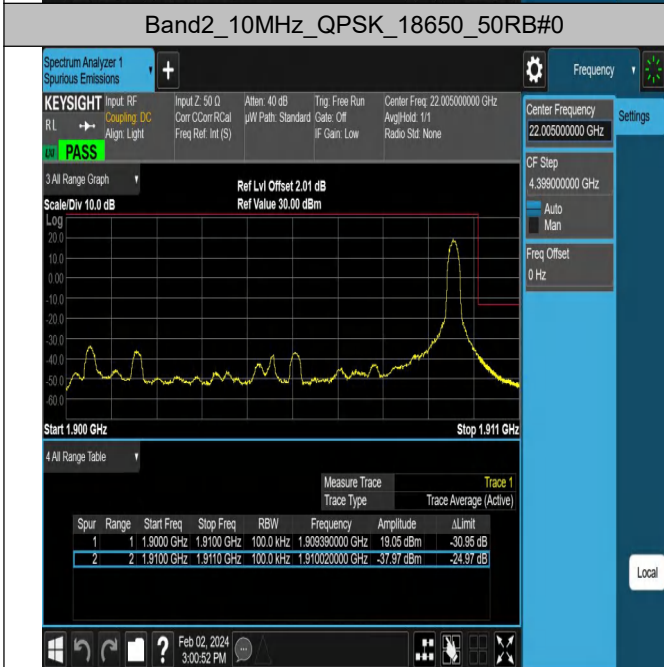 Band2_10MHz_QPSK_18650_50RB#0
Spectrum Analyzer 1
Spurious Emissions
+
Frequency
KEYSIGHT Input: RF Input Z: 50 Ω Atten: 40 dB Trig: Free Run Center Freq: 22.005000000 GHz
RL Coupling: DC Corr CCorr RCal µW Path: Standard Gate: Off Avg|Hold: 1/1
Align: Light Freq Ref: Int (S) IF Gain: Low Radio Std: None
PASS
Center Frequency
22.005000000 GHz
Settings
CF Step
4.399000000 GHz
Auto
Man
Freq Offset
0 Hz
3 All Range Graph
Ref Lvl Offset 2.01 dB
Scale/Div 10.0 dB Ref Value 30.00 dBm
Log
20.0
10.0
0.00
-10.0
-20.0
-30.0
-40.0
-50.0
-60.0
Start 1.900 GHz Stop 1.911 GHz
4 All Range Table
Measure Trace Trace 1
Trace Type Trace Average (Active)
Spur Range Start Freq Stop Freq RBW Frequency Amplitude ΔLimit
1 1 1.9000 GHz 1.9100 GHz 100.0 kHz 1.909390000 GHz 19.05 dBm -30.95 dB
2 2 1.9100 GHz 1.9110 GHz 100.0 kHz 1.910020000 GHz -37.97 dBm -24.97 dB
Local
? Feb 02, 2024
3:00:52 PM